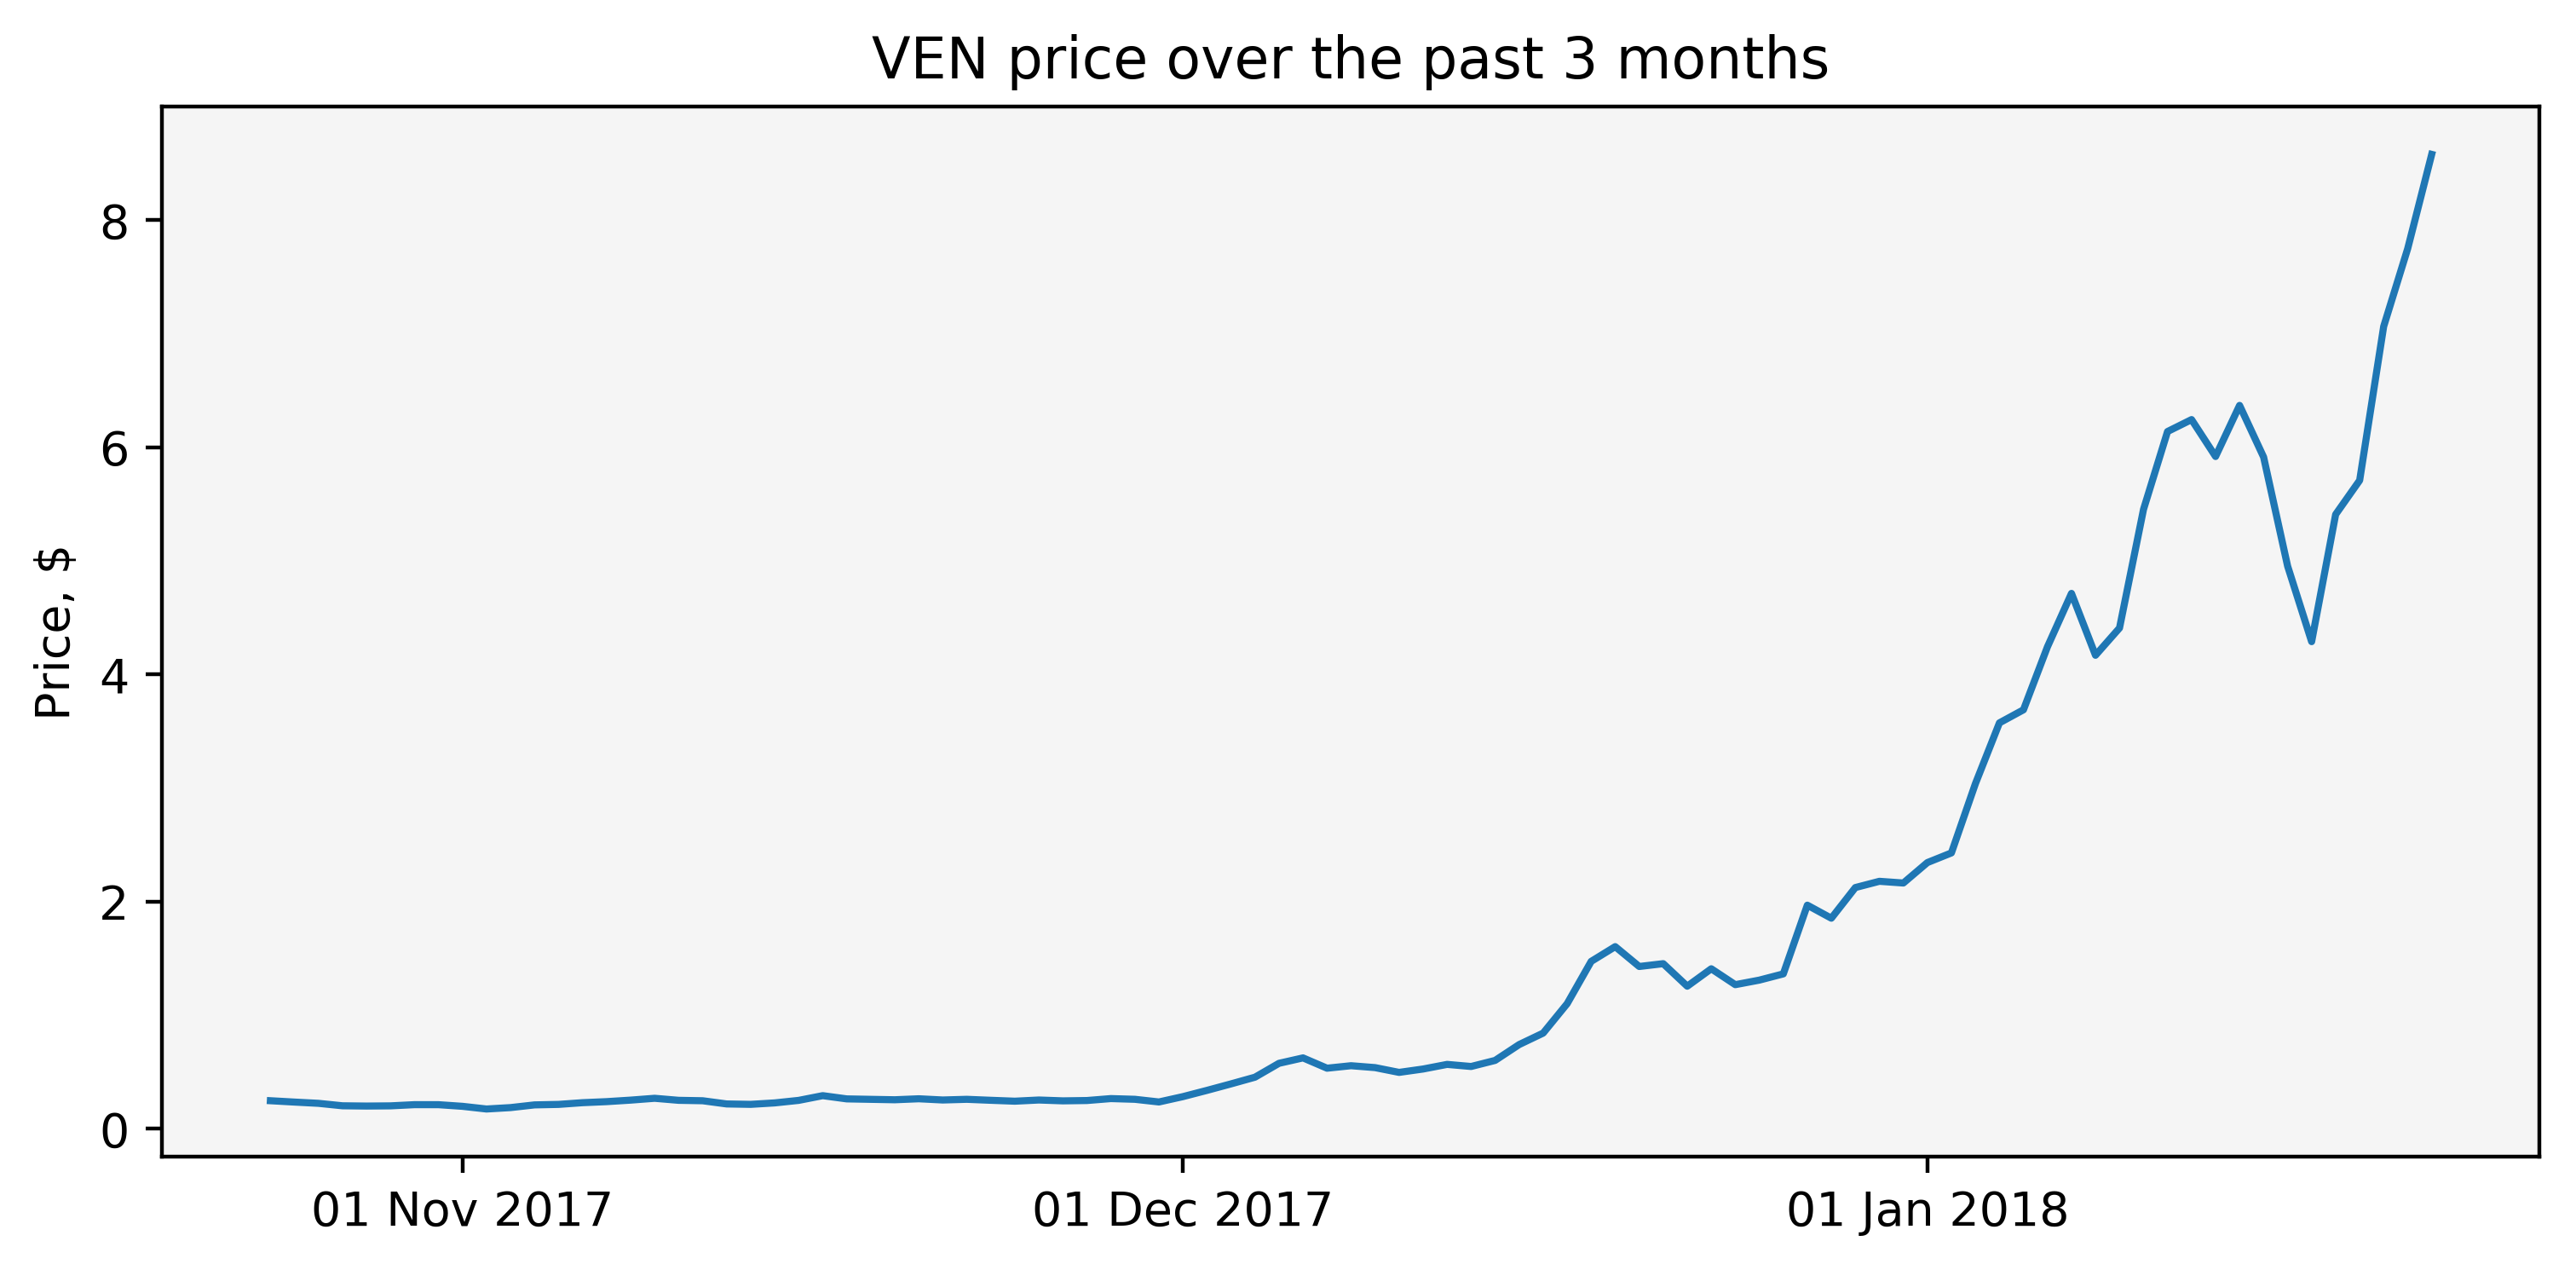 VEN price over the past 3 months
Price, $
8
6
4
2
0
01 Nov 2017
01 Dec 2017
01 Jan 2018